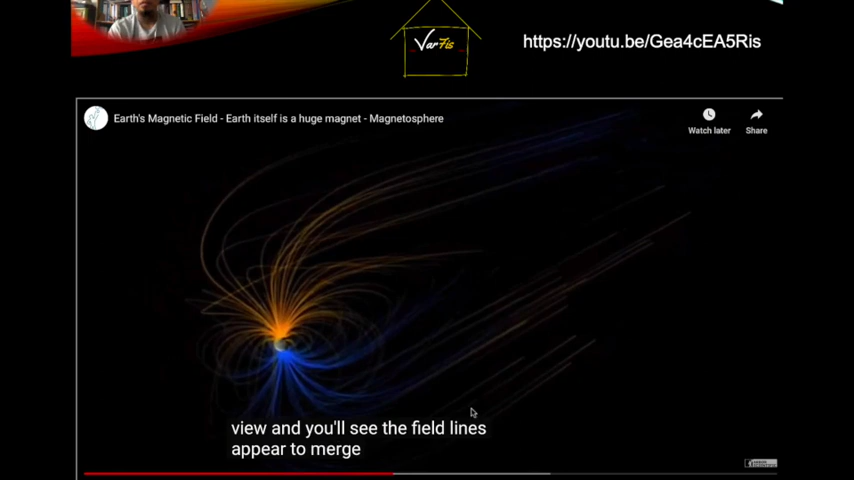 VarFis
https://youtu.be/Gea4cEA5Ris
Earth's Magnetic Field - Earth itself is a huge magnet - Magnetosphere
Watch later
Share
view and you'll see the field lines
appear to merge